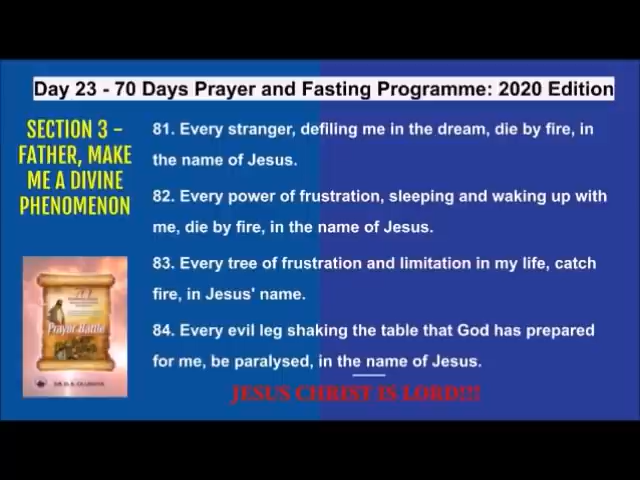 Day 23 - 70 Days Prayer and Fasting Programme: 2020 Edition
SECTION 3 –
FATHER, MAKE
ME A DIVINE
PHENOMENON
81. Every stranger, defiling me in the dream, die by fire, in
the name of Jesus.
82. Every power of frustration, sleeping and waking up with
me, die by fire, in the name of Jesus.
83. Every tree of frustration and limitation in my life, catch
fire, in Jesus' name.
84. Every evil leg shaking the table that God has prepared
for me, be paralysed, in the name of Jesus.
Prayer Battle
JESUS CHRIST IS LORD!!!